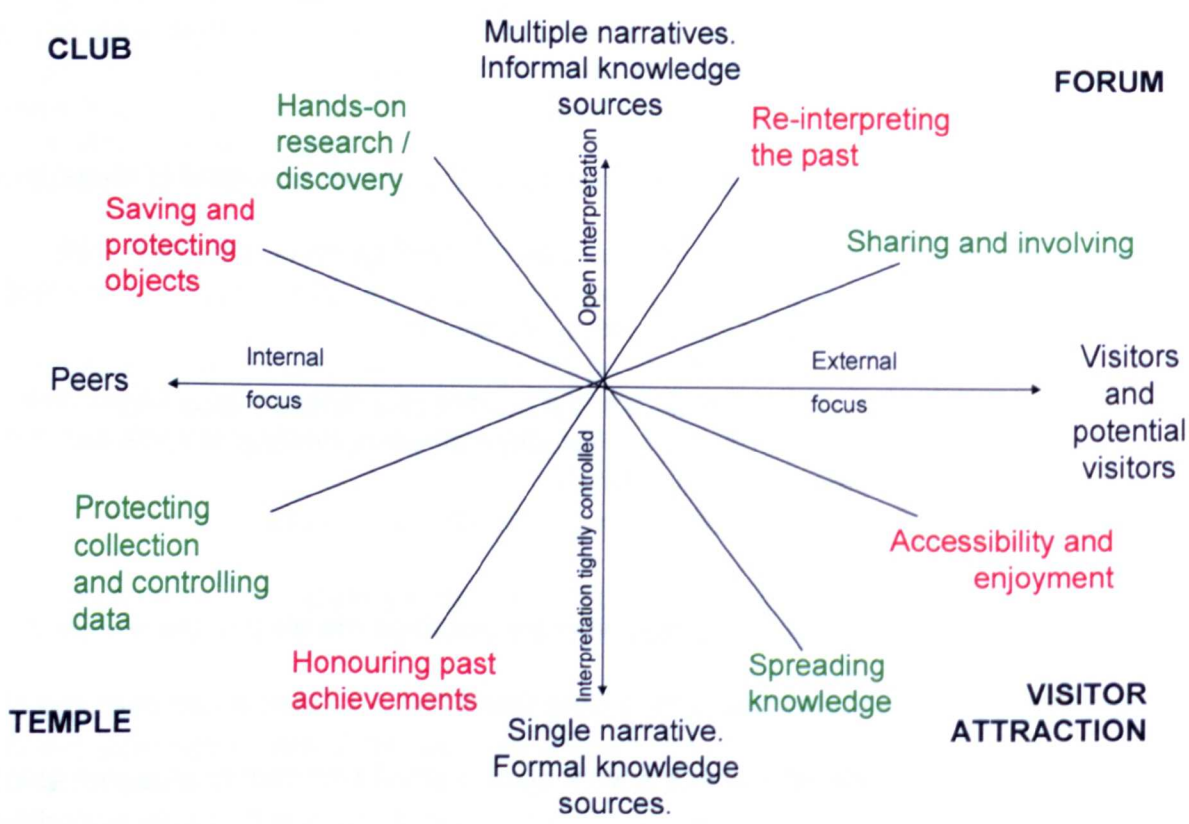 CLUB
Multiple narratives.
Informal knowledge
sources
FORUM
Hands-on
research /
discovery
Re-interpreting
the past
Saving and
protecting
objects
Open interpretation
Sharing and involving
Peers
Internal
focus
External
focus
Visitors
and
potential
visitors
Interpretation tightly controlled
Protecting
collection
and controlling
data
Accessibility and
enjoyment
Honouring past
achievements
Spreading
knowledge
TEMPLE
VISITOR
ATTRACTION
Single narrative.
Formal knowledge
sources.